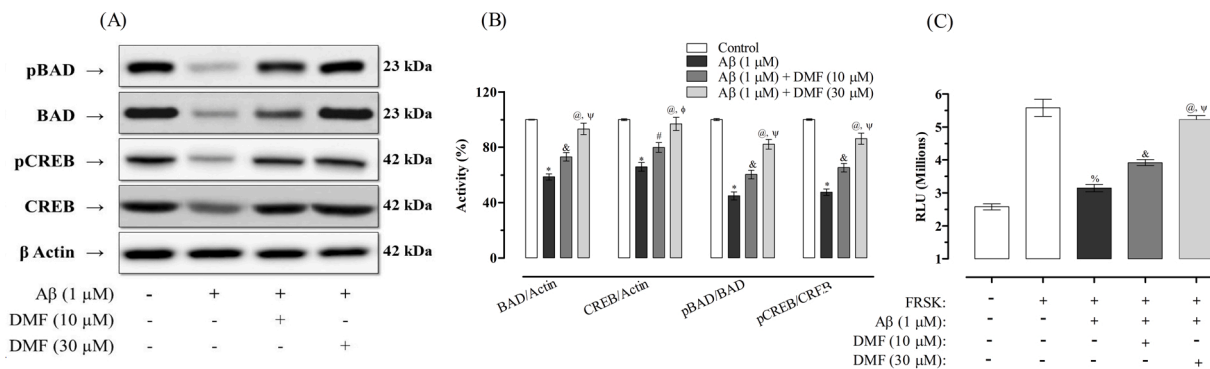 (A)
pBAD → 23 kDa
BAD → 23 kDa
pCREB → 42 kDa
CREB → 42 kDa
β Actin → 42 kDa
Aβ (1 µM) - + + +
DMF (10 µM) - - + -
DMF (30 µM) - - - +
(B)
Control
Aβ (1 µM)
Aβ (1 µM) + DMF (10 µM)
Aβ (1 µM) + DMF (30 µM)
Activity (%)
120
80
40
0
* & @, ψ
* # @, ϕ
* & @, ψ
* & @, ψ
BAD/Actin
CREB/Actin
pBAD/BAD
pCREB/CREB
(C)
RLU (Millions)
6
5
4
3
2
1
% & @, ψ
FRSK: - + + + +
Aβ (1 µM): - - + + +
DMF (10 µM): - - - + -
DMF (30 µM): - - - - +